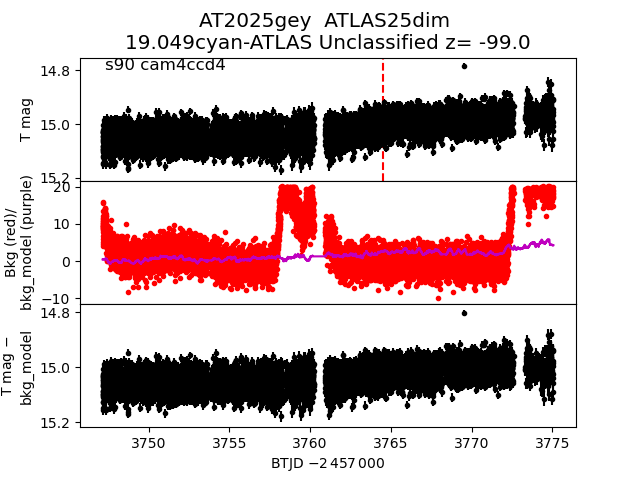 AT2025gey ATLAS25dim
19.049cyan-ATLAS Unclassified z= -99.0
s90 cam4ccd4
14.8
15.0
15.2
T mag
20
10
0
−10
Bkg (red)/
bkg_model (purple)
14.8
15.0
15.2
T mag −
bkg_model
3750 3755 3760 3765 3770 3775
BTJD −2 457 000